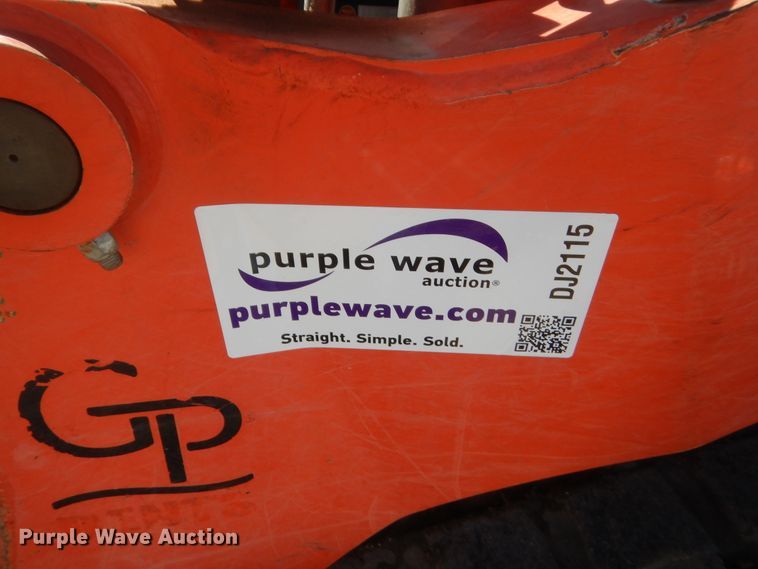 purple wave
auction®
purplewave.com
Straight. Simple. Sold.
DJ2115
GP
Purple Wave Auction